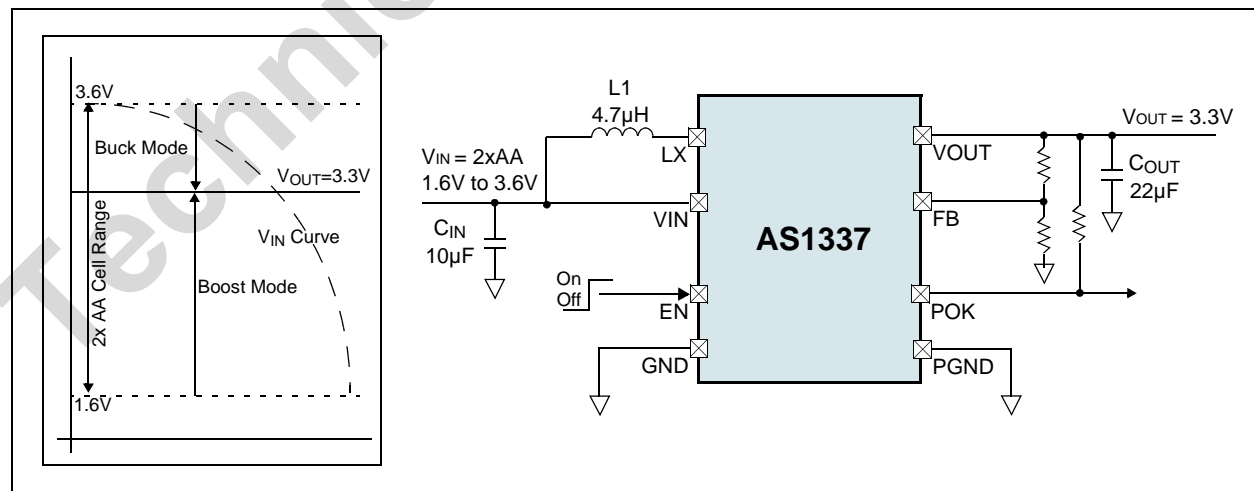 3.6V
Buck Mode
VOUT=3.3V
VIN Curve
2x AA Cell Range
Boost Mode
1.6V
L1
4.7µH
VIN = 2xAA
1.6V to 3.6V
CIN
10µF
On
Off
LX
VIN
EN
GND
AS1337
VOUT
FB
POK
PGND
VOUT = 3.3V
COUT
22µF
Technic